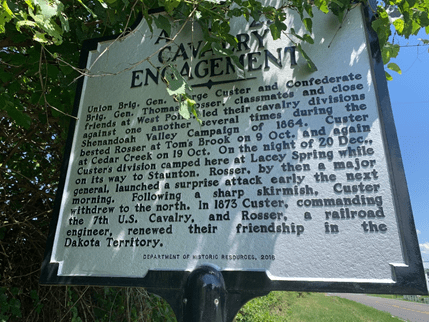 A
CAVALRY
ENGAGEMENT
Union Brig. Gen. George Custer and Confederate
Brig. Gen. Thomas Rosser, classmates and close
friends at West Point, led their cavalry divisions
against one another several times during the
Shenandoah Valley Campaign of 1864. Custer
bested Rosser at Tom's Brook on 9 Oct. and again
at Cedar Creek on 19 Oct. On the night of 20 Dec.,
Custer's division camped here at Lacey Spring while
on its way to Staunton. Rosser, by then a major
general, launched a surprise attack early the next
morning. Following a sharp skirmish, Custer
withdrew to the north. In 1873 Custer, commanding
the 7th U.S. Cavalry, and Rosser, a railroad
engineer, renewed their friendship in the
Dakota Territory.
DEPARTMENT OF HISTORIC RESOURCES, 2016